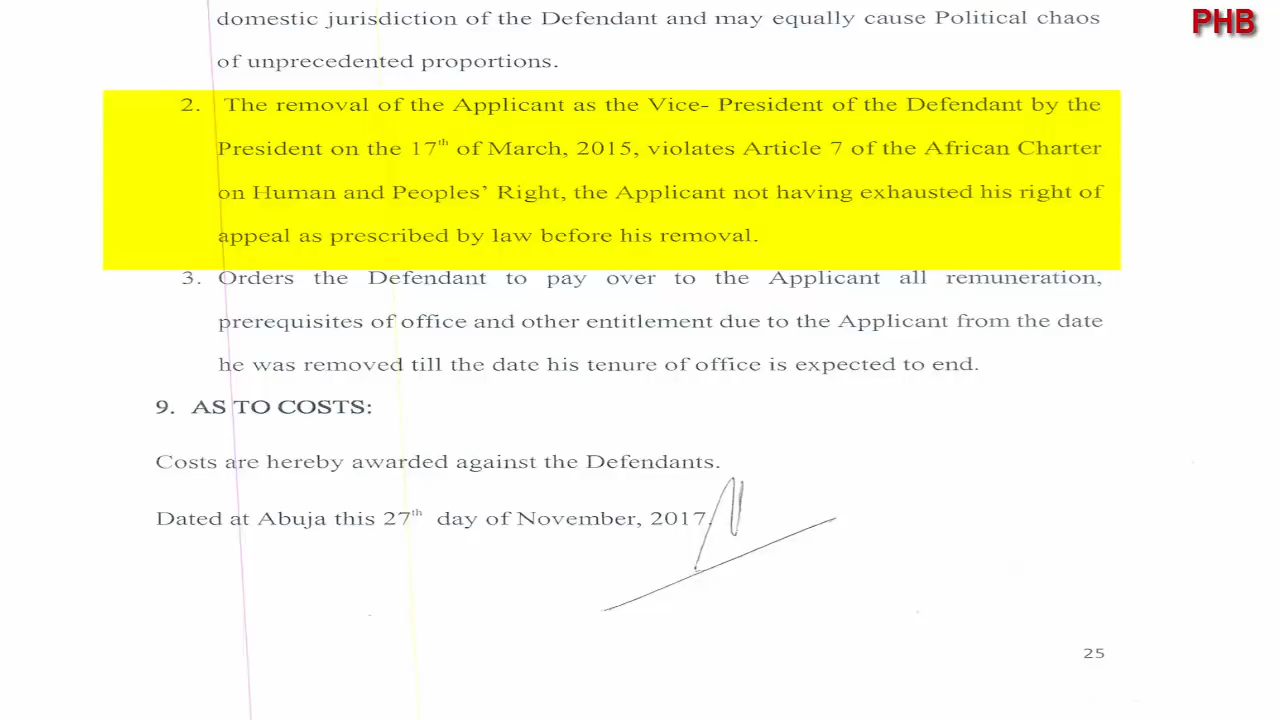 PHB
domestic jurisdiction of the Defendant and may equally cause Political chaos
of unprecedented proportions.
2. The removal of the Applicant as the Vice- President of the Defendant by the
President on the 17th of March, 2015, violates Article 7 of the African Charter
on Human and Peoples’ Right, the Applicant not having exhausted his right of
appeal as prescribed by law before his removal.
3. Orders the Defendant to pay over to the Applicant all remuneration,
prerequisites of office and other entitlement due to the Applicant from the date
he was removed till the date his tenure of office is expected to end.
9. AS TO COSTS:
Costs are hereby awarded against the Defendants.
Dated at Abuja this 27th day of November, 2017.
25